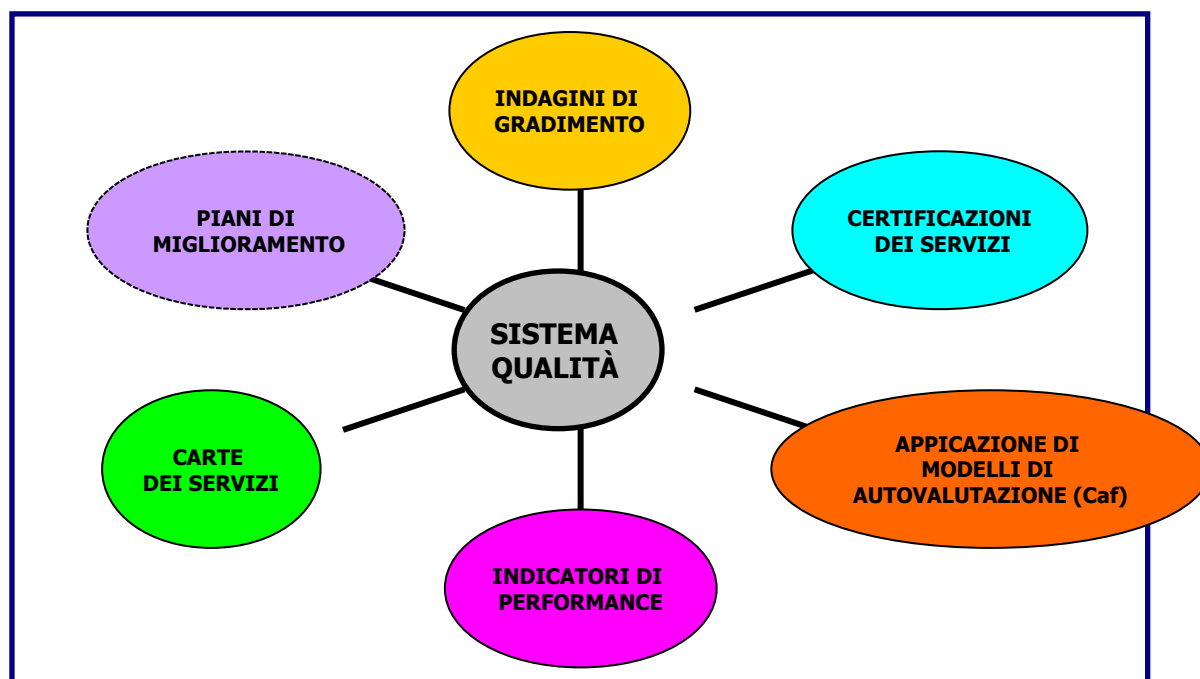 INDAGINI DI
GRADIMENTO
PIANI DI
MIGLIORAMENTO
CERTIFICAZIONI
DEI SERVIZI
SISTEMA
QUALITÀ
CARTE
DEI SERVIZI
APPICAZIONE DI
MODELLI DI
AUTOVALUTAZIONE (Caf)
INDICATORI DI
PERFORMANCE